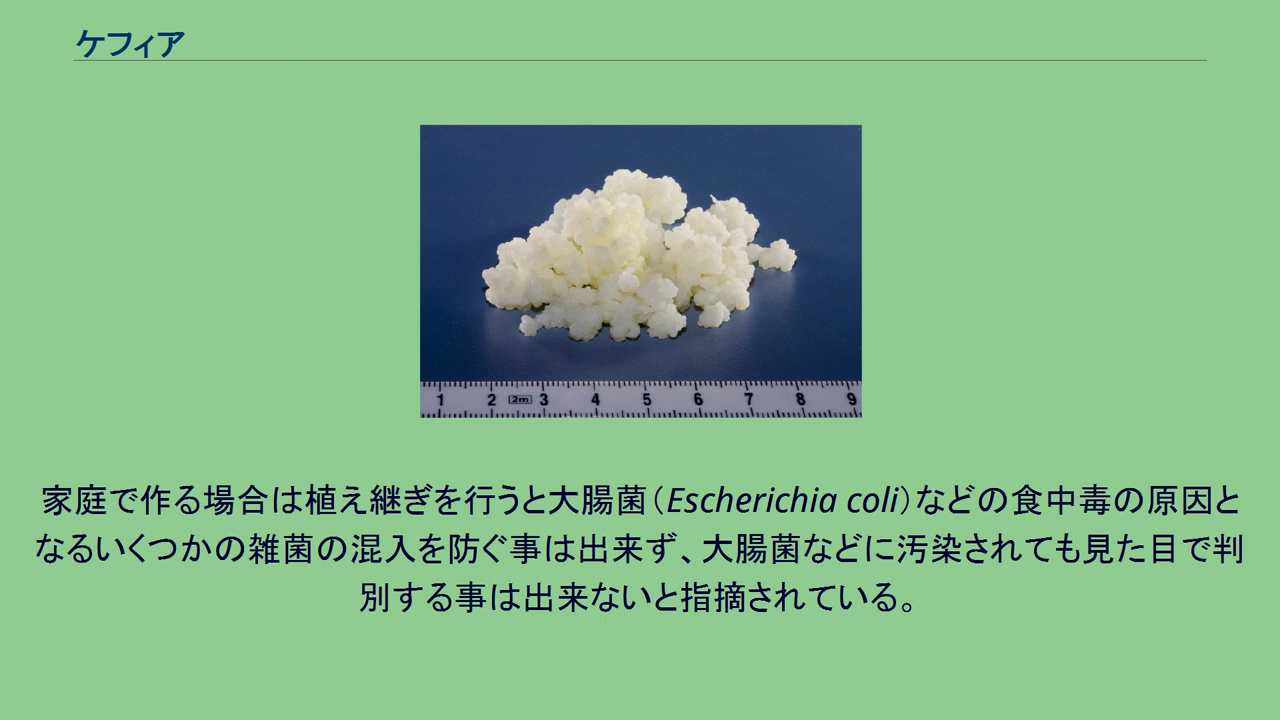 ケフィア
1 2 2m 3 4 5 6 7 8 9
家庭で作る場合は植え継ぎを行うと大腸菌（Escherichia coli）などの食中毒の原因と
なるいくつかの雑菌の混入を防ぐ事は出来ず、大腸菌などに汚染されても見た目で判
別する事は出来ないと指摘されている。